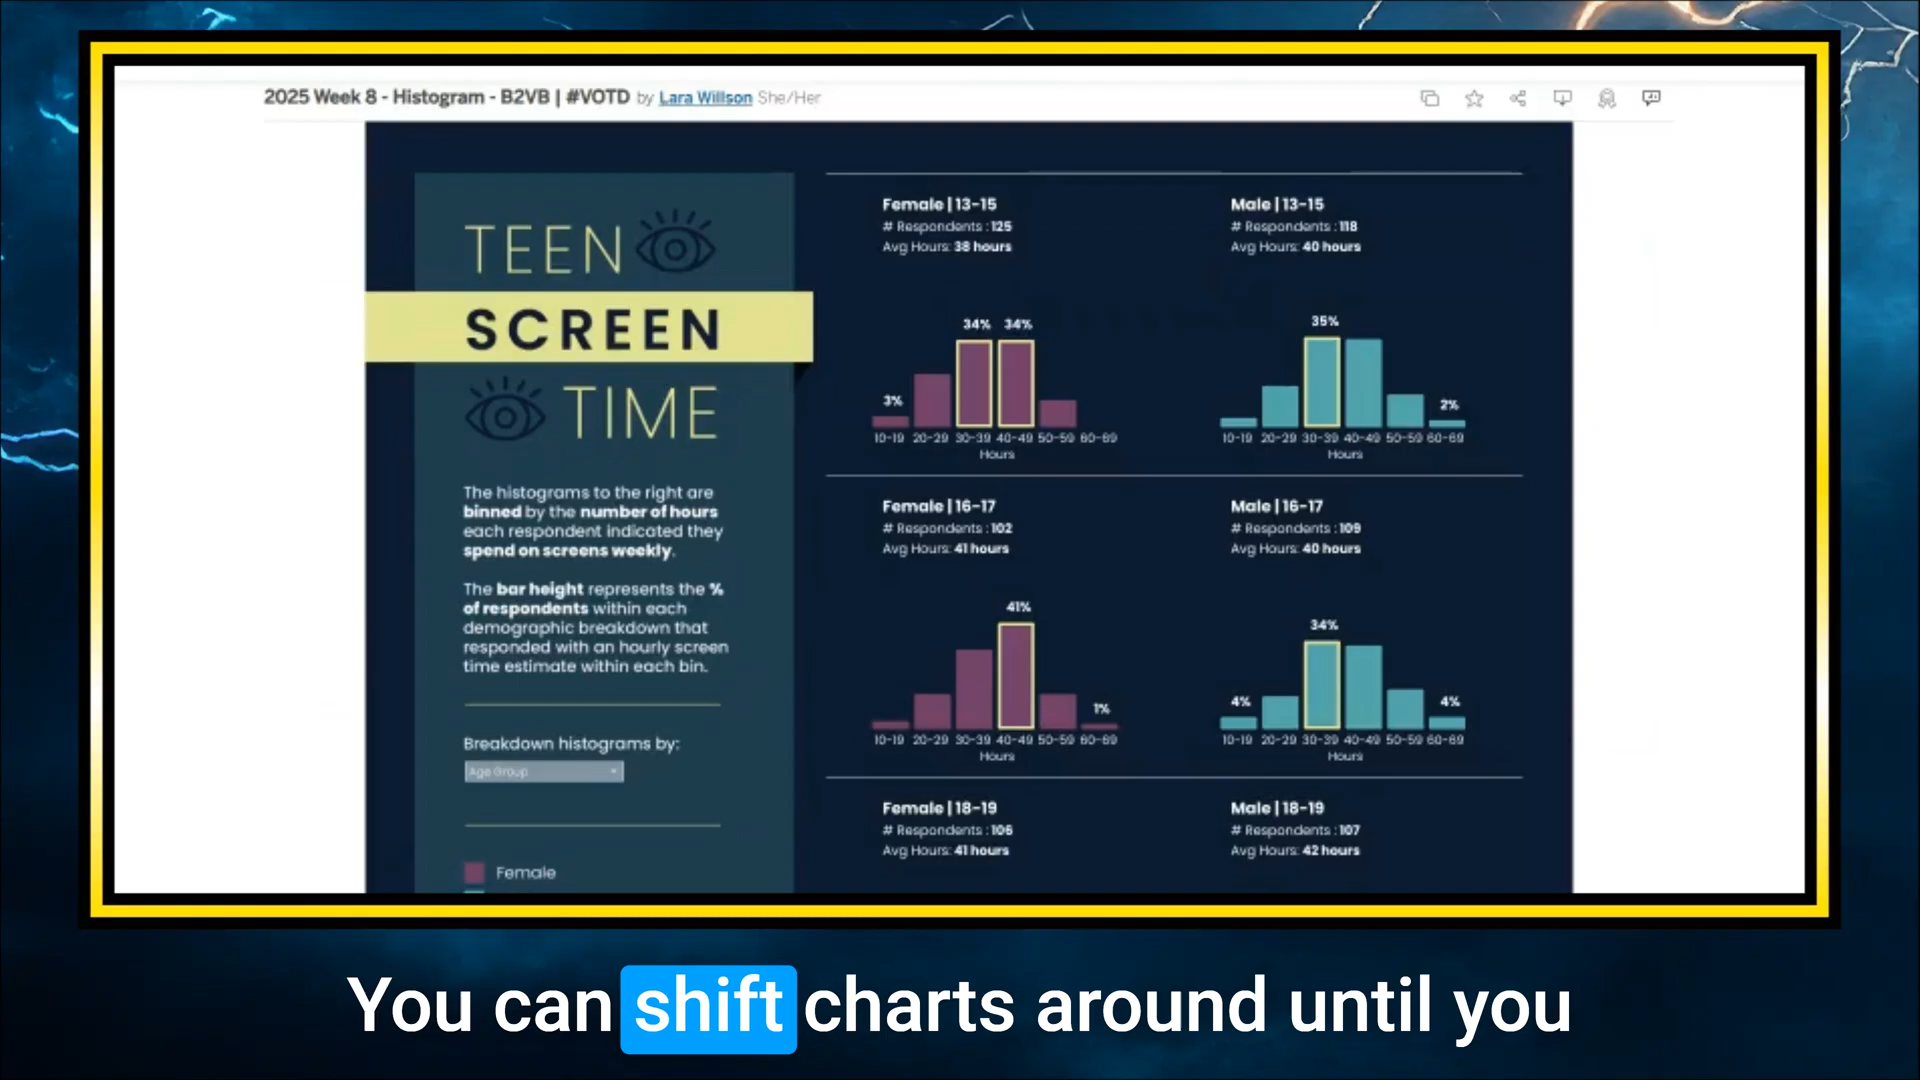 2025 Week 8 - Histogram - B2VB | #VOTD by Lara Willson She/Her
TEEN
SCREEN
TIME
The histograms to the right are
binned by the number of hours
each respondent indicated they
spend on screens weekly.
The bar height represents the %
of respondents within each
demographic breakdown that
responded with an hourly screen
time estimate within each bin.
Breakdown histograms by:
Age Group
Female
Female | 13-15
# Respondents : 125
Avg Hours: 38 hours
3%
34% 34%
10-19 20-29 30-39 40-49 50-59 60-69
Hours
Male | 13-15
# Respondents : 118
Avg Hours: 40 hours
35%
2%
10-19 20-29 30-39 40-49 50-59 60-69
Hours
Female | 16-17
# Respondents : 102
Avg Hours: 41 hours
41%
1%
10-19 20-29 30-39 40-49 50-59 60-69
Hours
Male | 16-17
# Respondents : 109
Avg Hours: 40 hours
4%
34%
4%
10-19 20-29 30-39 40-49 50-59 60-69
Hours
Female | 18-19
# Respondents : 106
Avg Hours: 41 hours
Male | 18-19
# Respondents : 107
Avg Hours: 42 hours
You can shift charts around until you